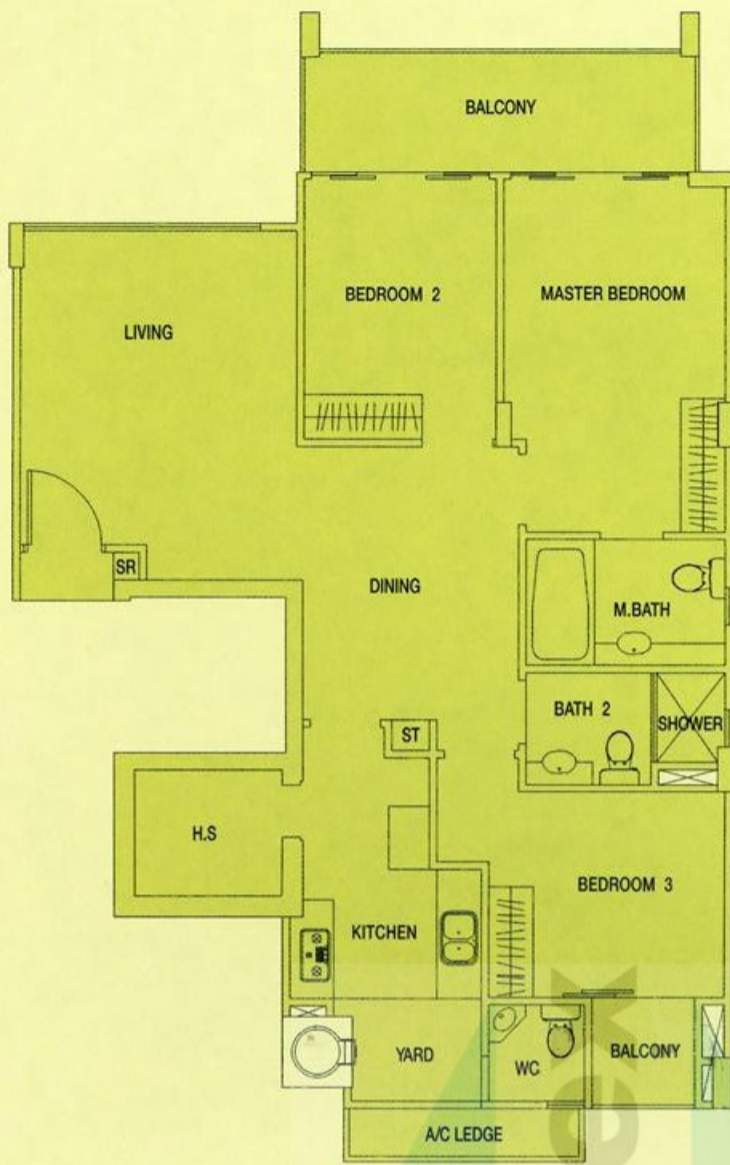 BALCONY
BEDROOM 2
MASTER BEDROOM
LIVING
SR
DINING
M.BATH
BATH 2
SHOWER
ST
H.S
BEDROOM 3
KITCHEN
YARD
WC
BALCONY
A/C LEDGE
ex